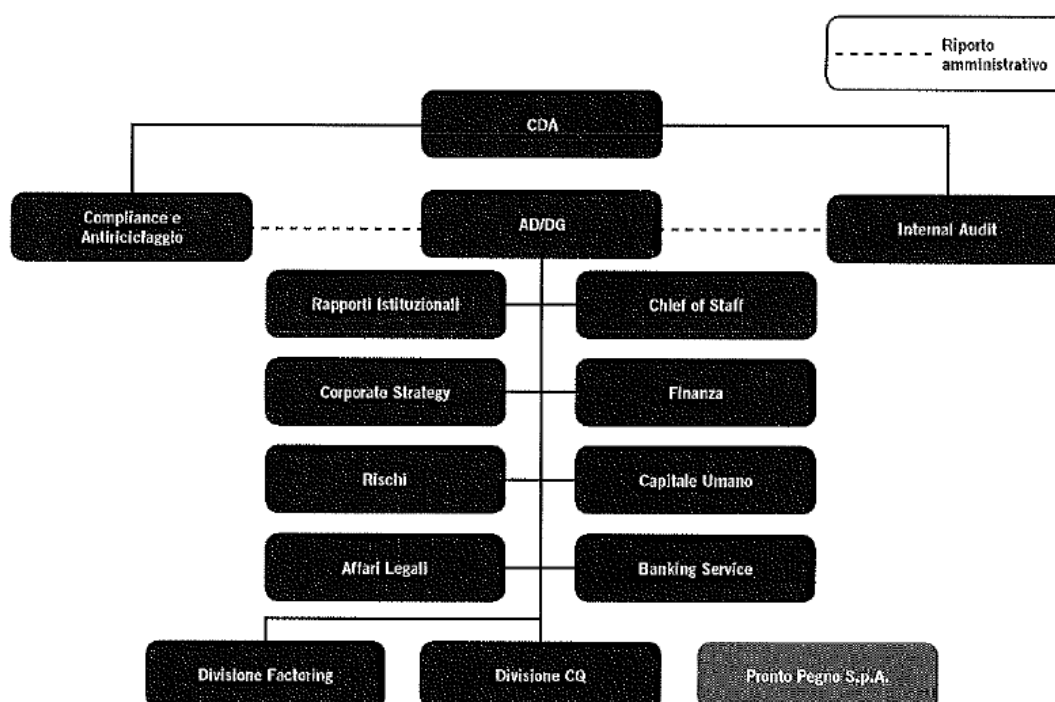 Riporto
amministrativo
CDA
Compliance e
Antiriciclaggio
AD/DG
Internal Audit
Rapporti Istituzionali
Chief of Staff
Corporate Strategy
Finanza
Rischi
Capitale Umano
Affari Legali
Banking Service
Divisione Factoring
Divisione CQ
Pronto Pegno S.p.A.